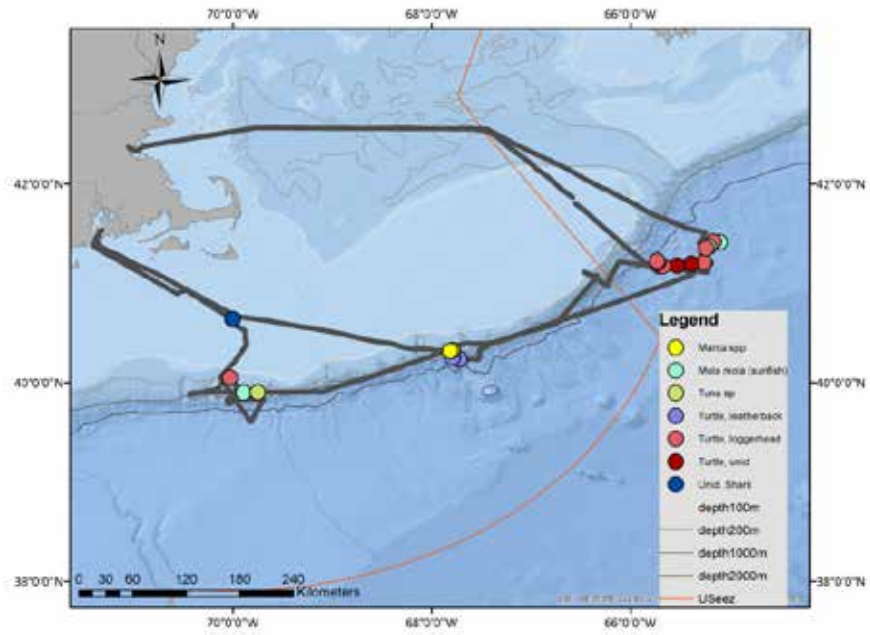 70°0'0"W 68°0'0"W 66°0'0"W
N
42°0'0"N 42°0'0"N
40°0'0"N 40°0'0"N
38°0'0"N 38°0'0"N
Legend
Manta spp
Mola mola (sunfish)
Tuna sp
Turtle, leatherback
Turtle, loggerhead
Turtle, unid
Unid. Shark
depth100m
depth200m
depth1000m
depth2000m
USeez
0 30 60 120 180 240
Kilometers
70°0'0"W 68°0'0"W 66°0'0"W